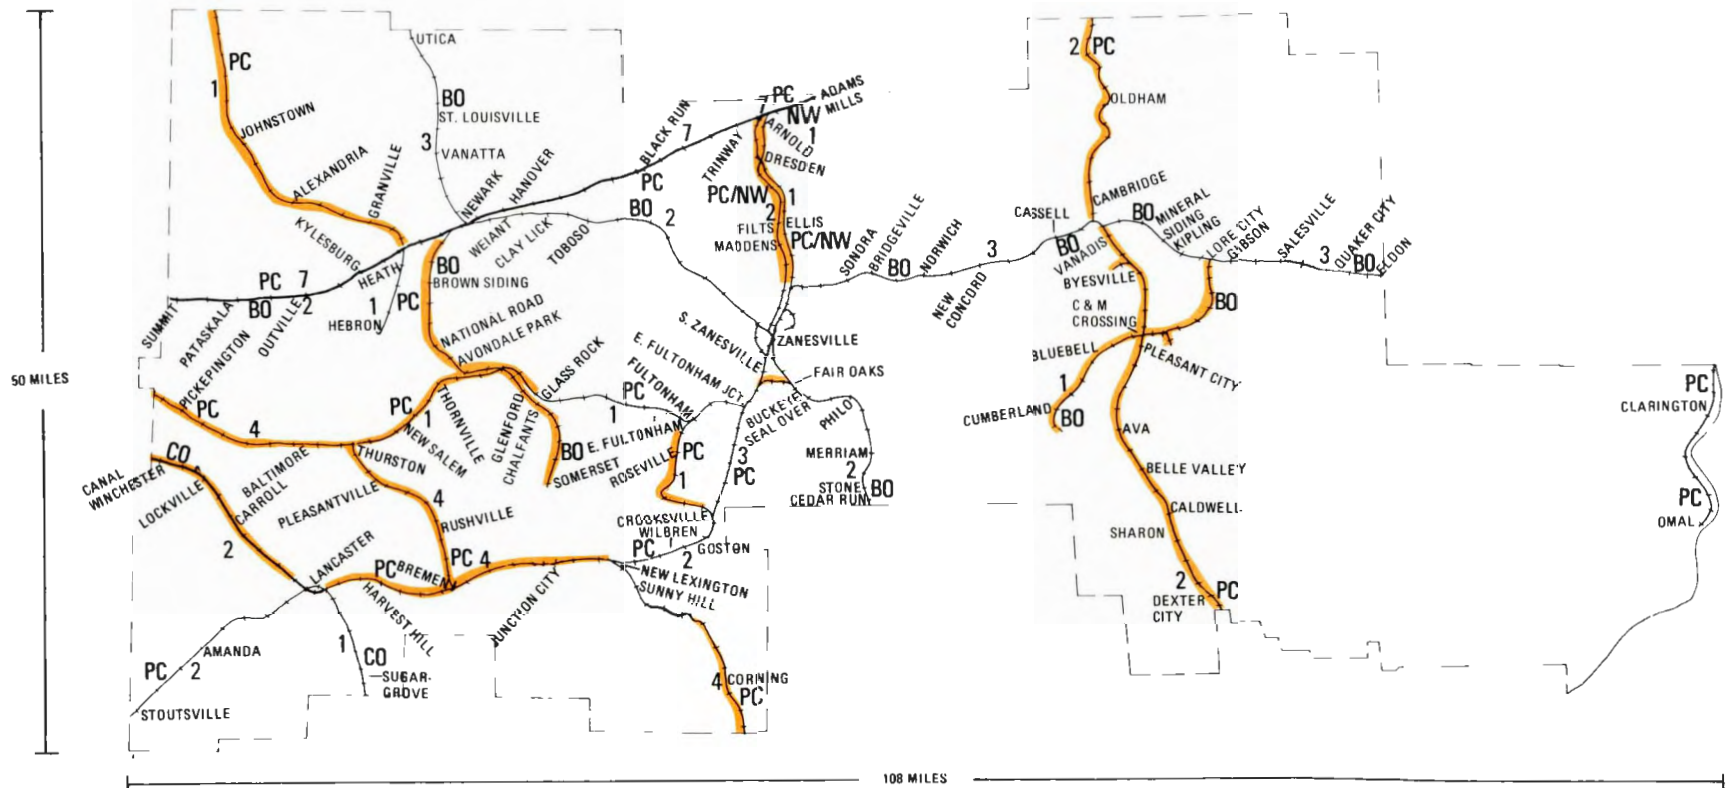 UTICA
PC
1
BO
ST. LOUISVILLE
3
VANATTA
JOHNSTOWN
ALEXANDRIA
GRANVILLE
NEWARK
HANOVER
BLACK RUN
7
PC
PC
ADAMS
MILLS
NW
1
ARNOLD
TRINWAY
DRESDEN
PC/NW
1
2
ELLIS
FILTS
MADDENS
PC/NW
2
PC
OLDHAM
CAMBRIDGE
CASSELL
BO
MINERAL
SIDING
KIPLING
LORE CITY
GIBSON
SALESVILLE
3
QUAKER CITY
BO
ELDON
KYLESBURG
HEATH
WEIANT
CLAY LICK
TOBOSO
BO
2
SONORA
BRIDGEVILLE
BO
NORWICH
3
NEW
CONCORD
BO
VANADIS
BYESVILLE
C & M
CROSSING
BO
PC
7
BO
2
SUMMIT
PATASKALA
OUTVILLE
1
HEBRON
PC
BO
BROWN SIDING
NATIONAL ROAD
AVONDALE PARK
S. ZANESVILLE
ZANESVILLE
FAIR OAKS
E. FULTONHAM JCT.
FULTONHAM
BLUEBELL
PLEASANT CITY
1
CUMBERLAND
BO
AVA
50 MILES
PICKEPINGTON
PC
4
PC
1
NEW SALEM
THORNVILLE
GLENFORD
CHALFANTS
GLASS ROCK
PC
1
BO
SOMERSET
E. FULTONHAM
ROSEVILLE
PC
1
BUCKEYE
SEAL OVER
3
PC
PHILO
MERRIAM
2
STONE
CEDAR RUN
BO
PC
CLARINGTON
PC
OMAL
CANAL
WINCHESTER
CO
LOCKVILLE
BALTIMORE
CARROLL
2
THURSTON
PLEASANTVILLE
4
RUSHVILLE
CROOKSVILLE
WILBREN
PC
1
GOSTON
2
BELLE VALLEY
CALDWELL
SHARON
2
PC
DEXTER
CITY
LANCASTER
PC
BREMEN
PC
4
HARVEST HILL
JUNCTION CITY
NEW LEXINGTON
SUNNY HILL
AMANDA
PC
2
1
CO
SUGAR
GROVE
4
CORNING
PC
STOUTSVILLE
108 MILES